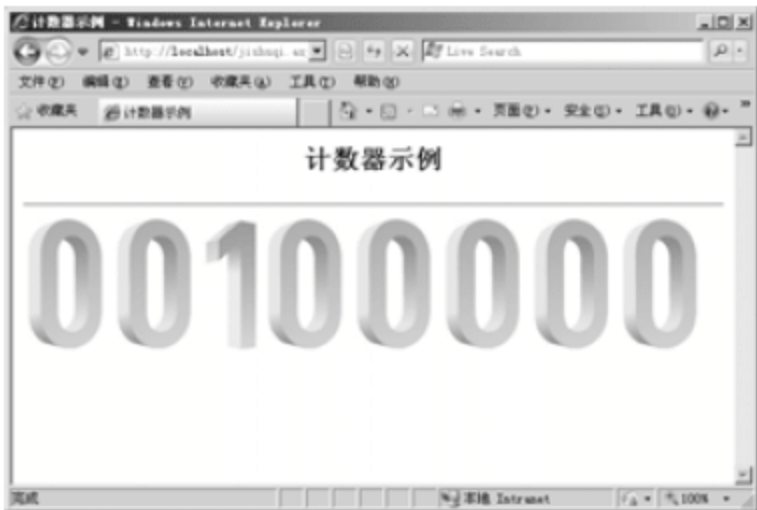 计数器示例 - Windows Internet Explorer
http://localhost/jishuqi.as
Live Search
文件(F) 编辑(E) 查看(V) 收藏夹(A) 工具(T) 帮助(H)
收藏夹 计数器示例 页面(P) 安全(S) 工具(O)
计数器示例
00100000
完成 本地 Intranet 100%